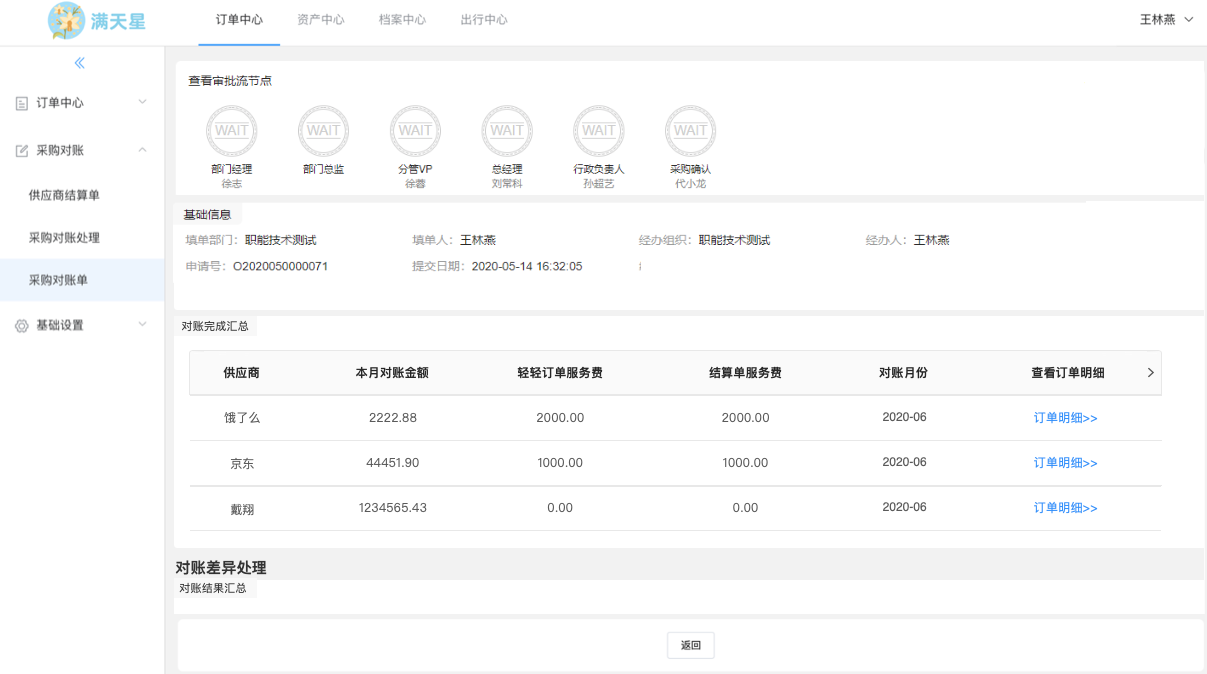 满天星 订单中心 资产中心 档案中心 出行中心 王林燕
订单中心
采购对账
供应商结算单
采购对账处理
采购对账单
基础设置
查看审批流节点
WAIT WAIT WAIT WAIT WAIT WAIT
部门经理 部门总监 分管VP 总经理 行政负责人 采购确认
徐志 徐蓉 刘常科 孙超艺 代小龙
基础信息
填单部门: 职能技术测试 填单人: 王林燕 经办组织: 职能技术测试 经办人: 王林燕
申请号: O2020050000071 提交日期: 2020-05-14 16:32:05
对账完成汇总
供应商 本月对账金额 轻轻订单服务费 结算单服务费 对账月份 查看订单明细
饿了么 2222.88 2000.00 2000.00 2020-06 订单明细>>
京东 44451.90 1000.00 1000.00 2020-06 订单明细>>
戴翔 1234565.43 0.00 0.00 2020-06 订单明细>>
对账差异处理
对账结果汇总
返回